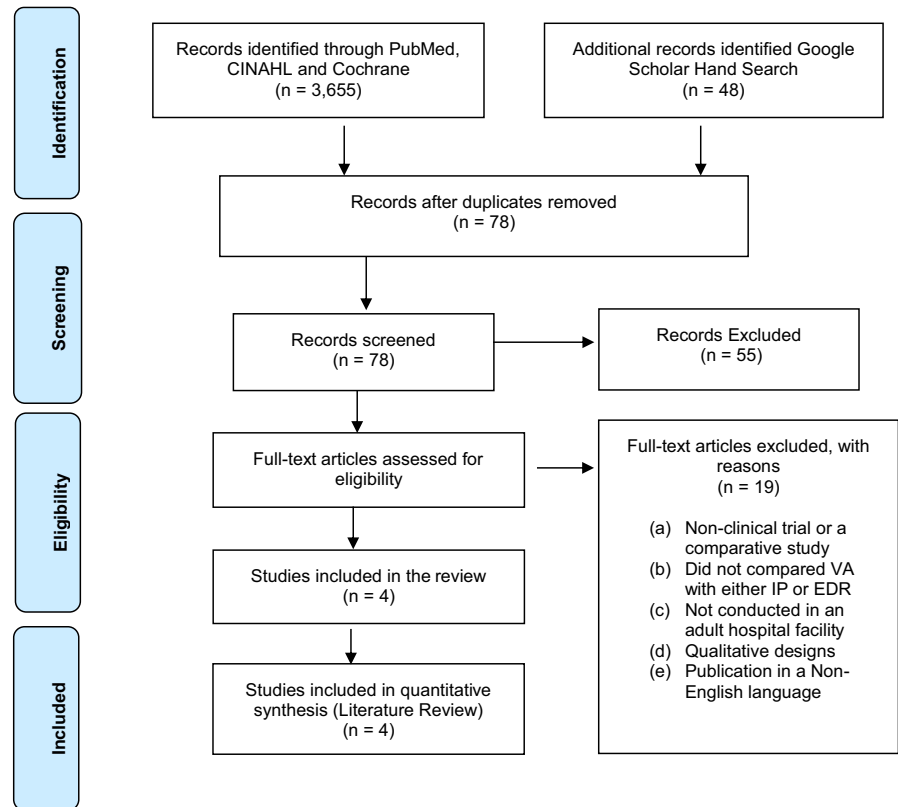 Identification
Records identified through PubMed,
CINAHL and Cochrane
(n = 3,655)
Additional records identified Google
Scholar Hand Search
(n = 48)
Records after duplicates removed
(n = 78)
Screening
Records screened
(n = 78)
Records Excluded
(n = 55)
Eligibility
Full-text articles assessed for
eligibility
Full-text articles excluded, with
reasons
(n = 19)
(a) Non-clinical trial or a
comparative study
(b) Did not compared VA
with either IP or EDR
(c) Not conducted in an
adult hospital facility
(d) Qualitative designs
(e) Publication in a Non-
English language
Studies included in the review
(n = 4)
Included
Studies included in quantitative
synthesis (Literature Review)
(n = 4)